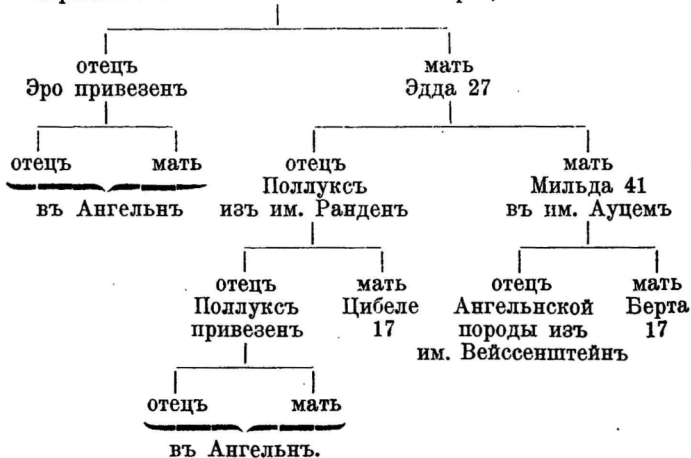 отецъ мать
Эро привезенъ Эдда 27
отецъ мать отецъ мать
Поллуксъ Мильда 41
въ Ангельнъ изъ им. Ранденъ въ им. Ауцемъ
отецъ мать отецъ мать
Поллуксъ Цибеле Ангельнской Берта
привезенъ 17 породы изъ 17
им. Вейссенштейнъ
отецъ мать
въ Ангельнъ.